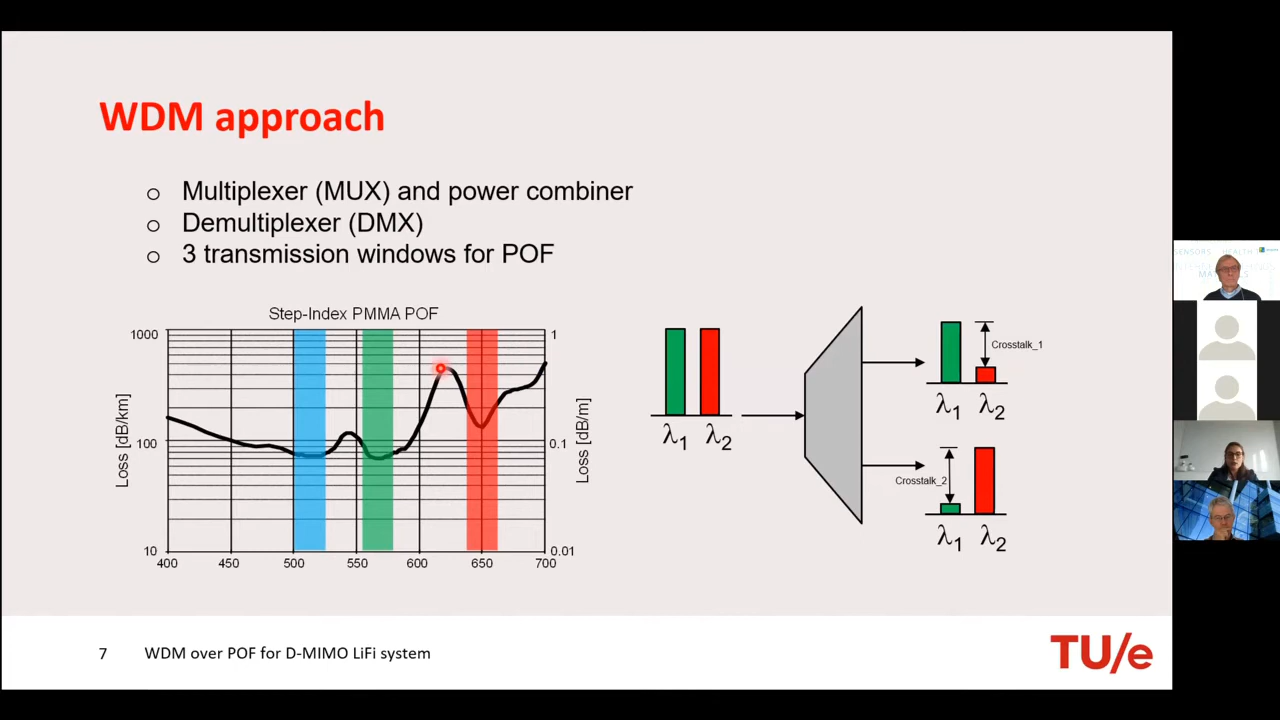 WDM approach
o Multiplexer (MUX) and power combiner
o Demultiplexer (DMX)
o 3 transmission windows for POF
Step-Index PMMA POF
1000
100
10
Loss [dB/km]
1
0.1
0.01
Loss [dB/m]
400 450 500 550 600 650 700
λ1 λ2
Crosstalk_1
λ1 λ2
Crosstalk_2
λ1 λ2
7 WDM over POF for D-MIMO LiFi system
TU/e